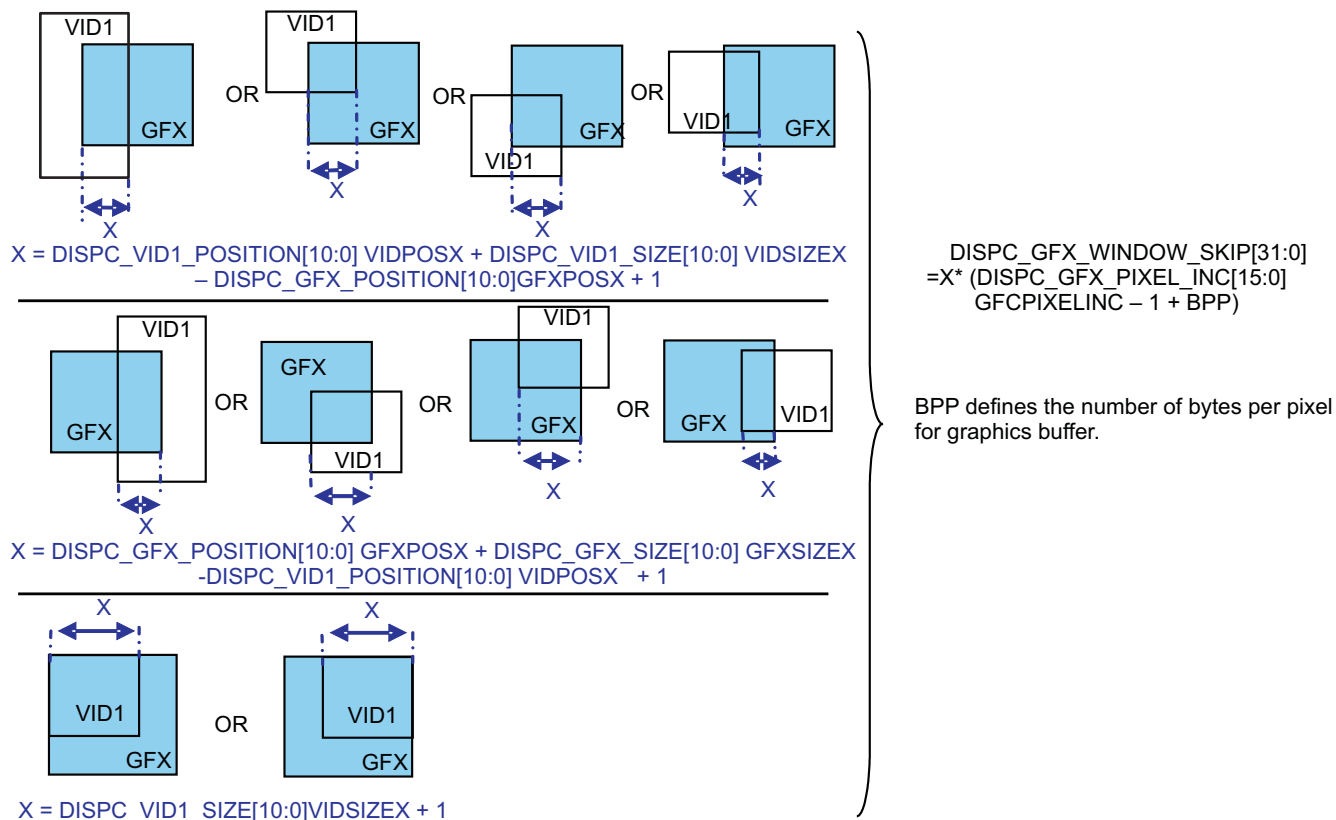 VID1
GFX
X
OR
VID1
GFX
X
OR
GFX
VID1
X
OR
VID1
GFX
X
X = DISPC_VID1_POSITION[10:0] VIDPOSX + DISPC_VID1_SIZE[10:0] VIDSIZEX
– DISPC_GFX_POSITION[10:0]GFXPOSX + 1
VID1
GFX
X
OR
GFX
VID1
X
OR
VID1
GFX
X
OR
GFX
VID1
X
X = DISPC_GFX_POSITION[10:0] GFXPOSX + DISPC_GFX_SIZE[10:0] GFXSIZEX
-DISPC_VID1_POSITION[10:0] VIDPOSX + 1
X
VID1
GFX
OR
X
VID1
GFX
X = DISPC_VID1_SIZE[10:0]VIDSIZEX + 1
DISPC_GFX_WINDOW_SKIP[31:0]
=X* (DISPC_GFX_PIXEL_INC[15:0]
GFCPIXELINC – 1 + BPP)
BPP defines the number of bytes per pixel
for graphics buffer.